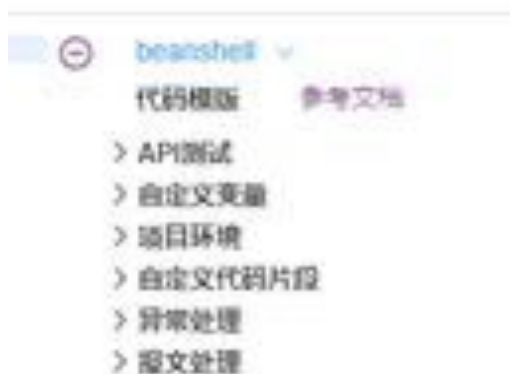 beanshell
代码模版 参考文档
API测试
自定义变量
项目环境
自定义代码片段
异常处理
报文处理